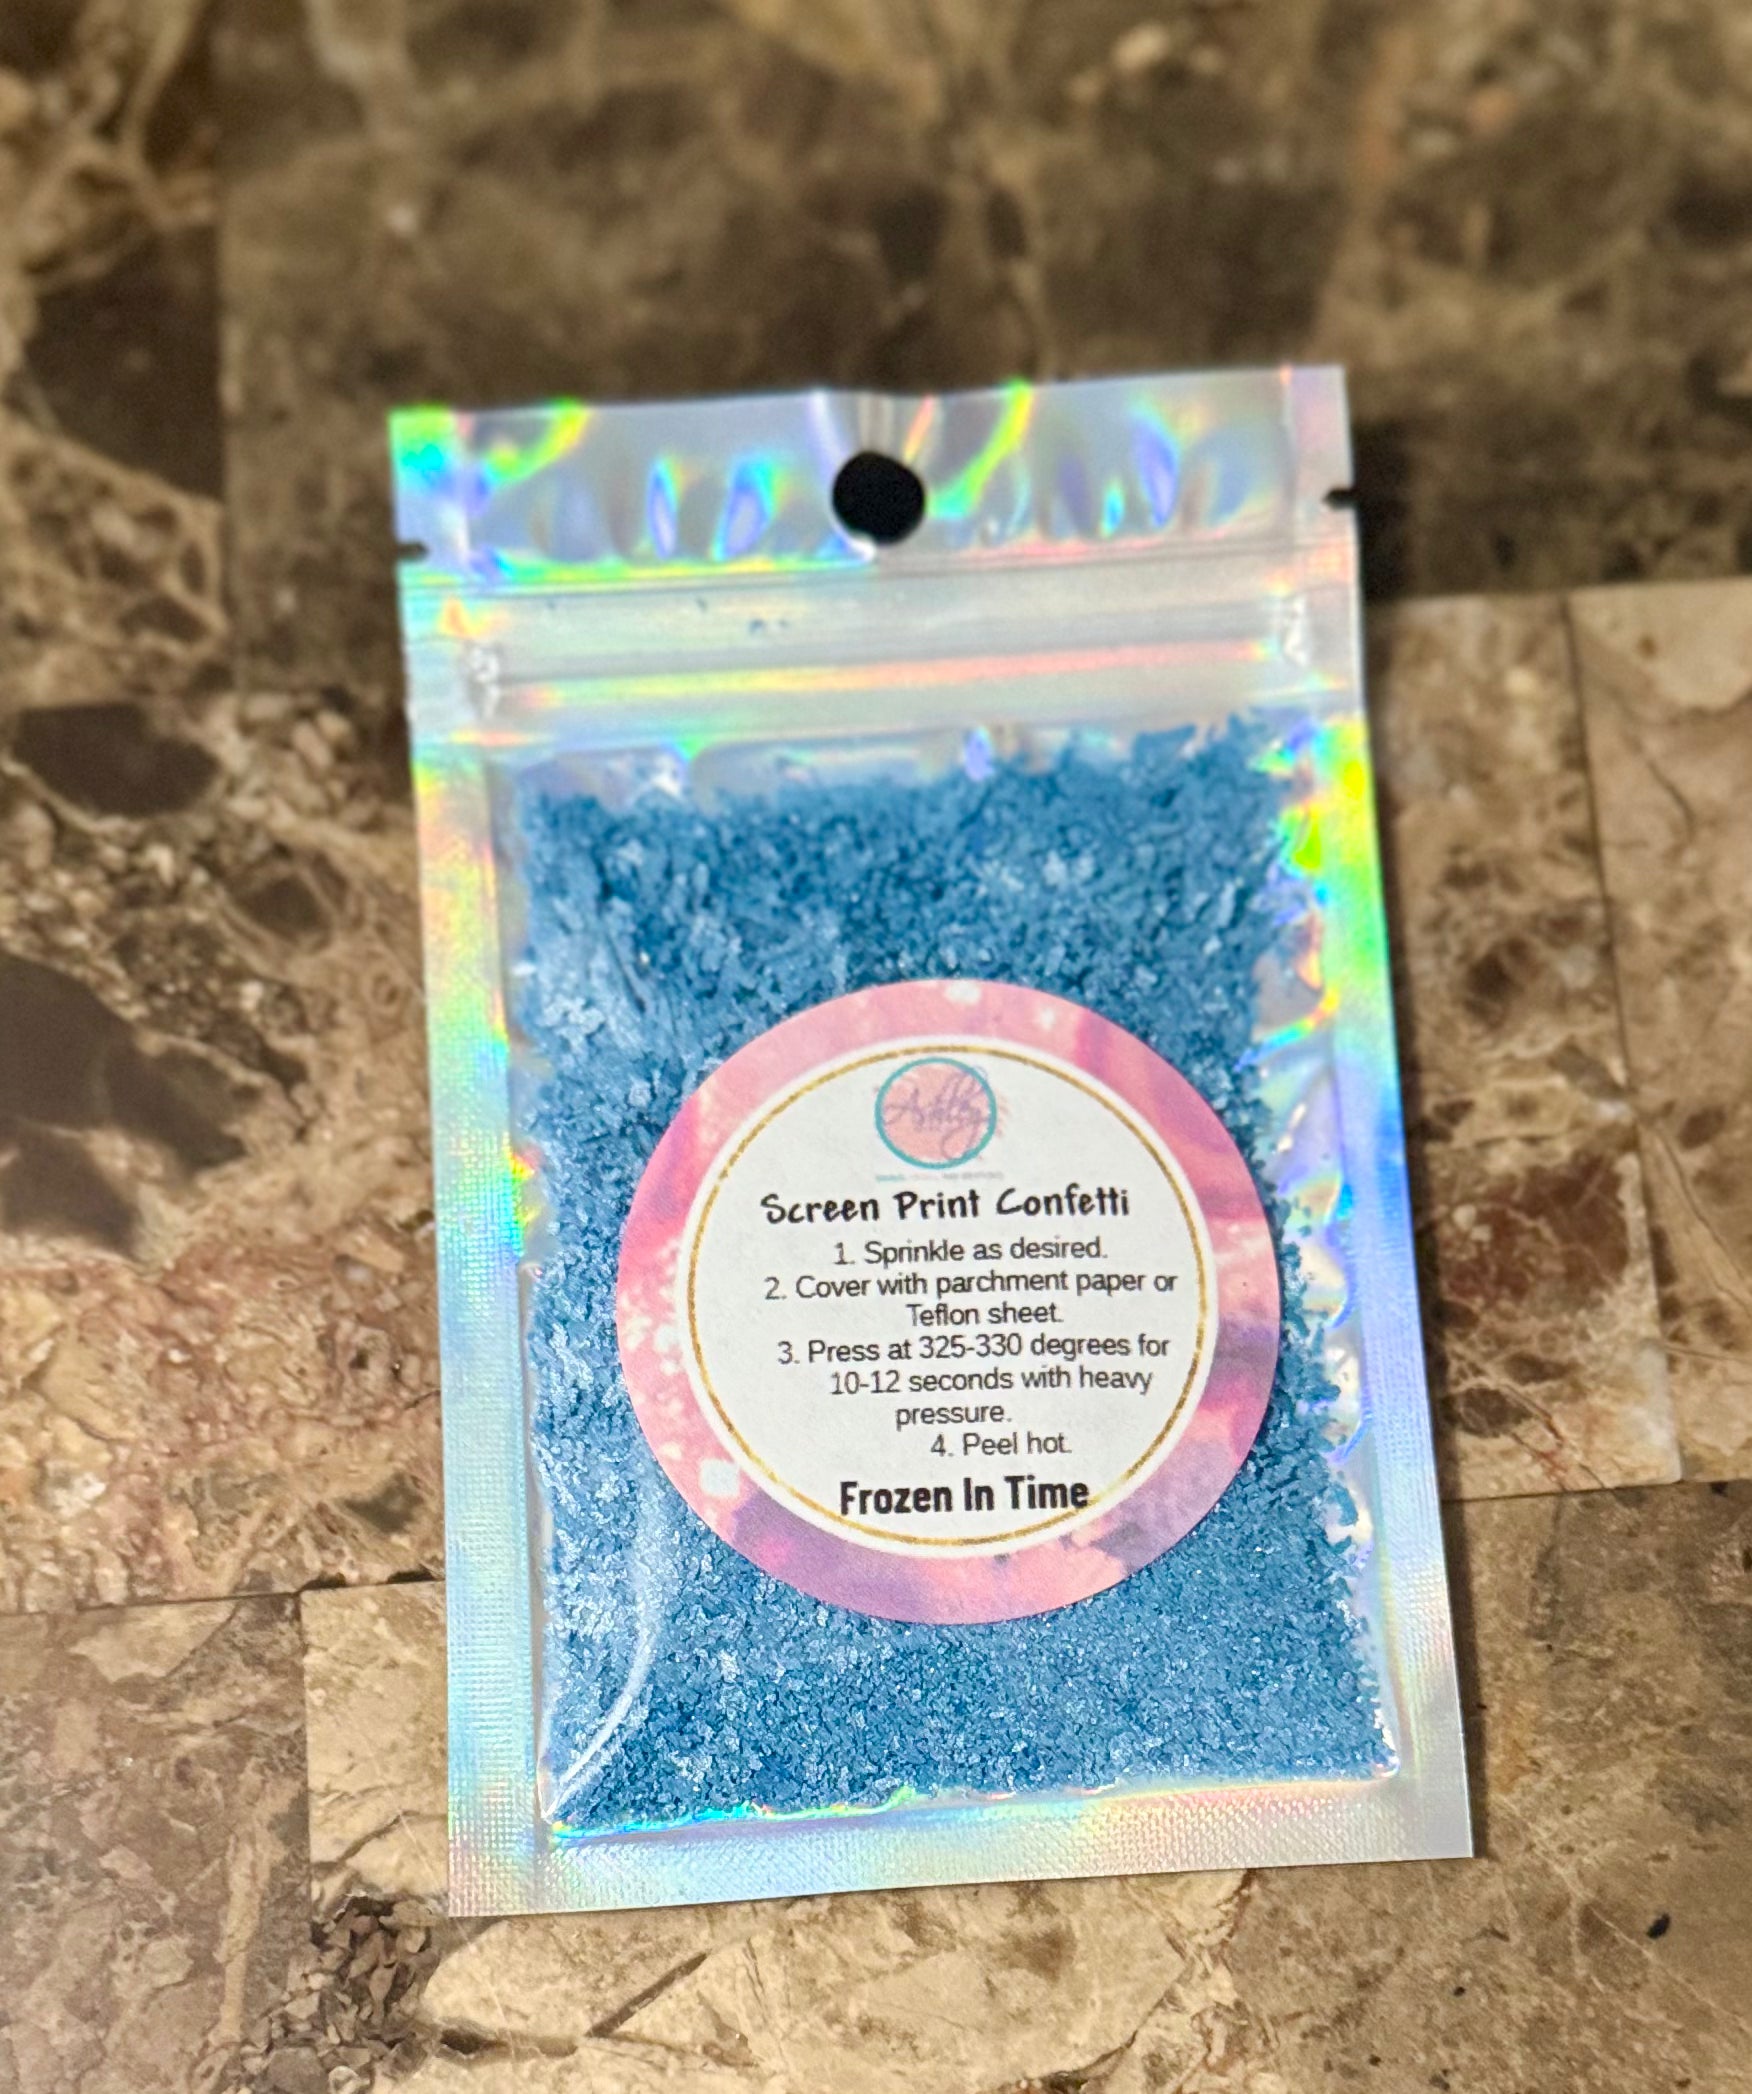 Ashley
Screen Print Confetti
1. Sprinkle as desired.
2. Cover with parchment paper or
Teflon sheet.
3. Press at 325-330 degrees for
10-12 seconds with heavy
pressure.
4. Peel hot.
Frozen In Time